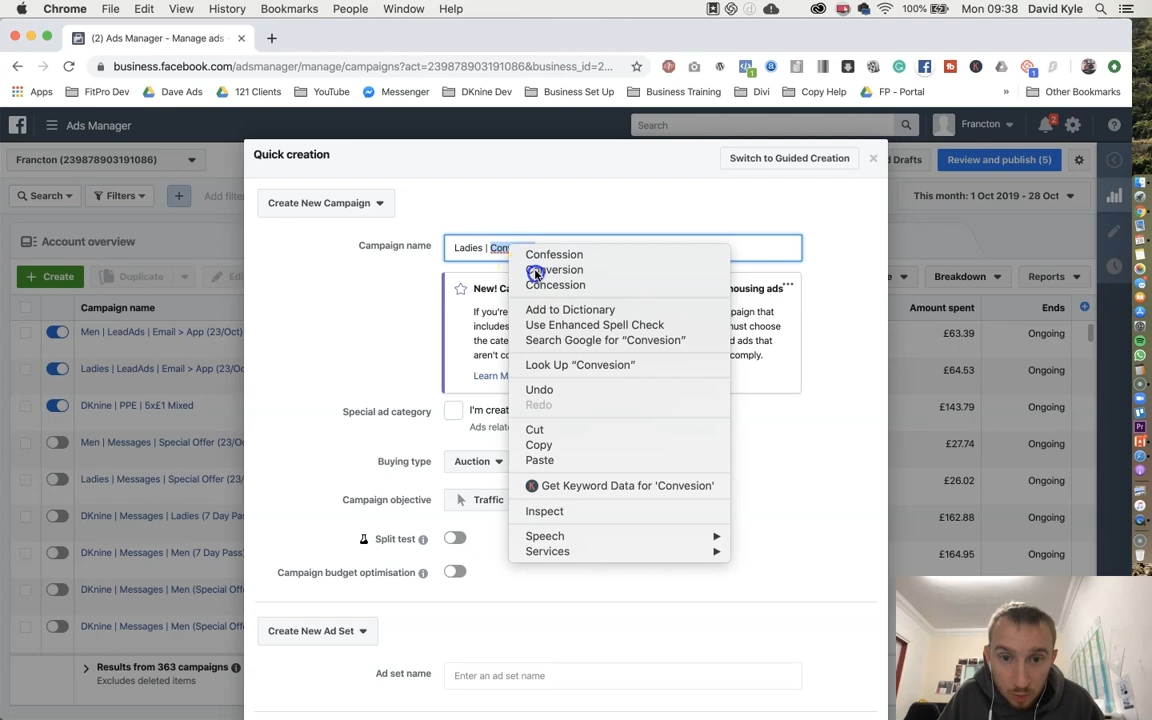 Chrome File Edit View History Bookmarks People Window Help 100% Mon 09:38 David Kyle
(2) Ads Manager - Manage ads -
business.facebook.com/adsmanager/manage/campaigns?act=239878903191086&business_id=2...
Apps FitPro Dev Dave Ads 121 Clients YouTube Messenger DKnine Dev Business Set Up Business Training Divi Copy Help FP - Portal » Other Bookmarks
Ads Manager Search Francton 2
Quick creation Switch to Guided Creation
Francton (239878903191086) Drafts Review and publish (5)
Search Filters Add filte This month: 1 Oct 2019 - 28 Oct
Create New Campaign
Campaign name Ladies | Con
Account overview
Create Duplicate Edi Breakdown Reports
Confession
Conversion
Concession
New! Ca housing ads
If you're paign that
includes must choose
the cate d ads that
aren't co comply.
Learn M
Add to Dictionary
Use Enhanced Spell Check
Search Google for “Convesion”
Look Up “Convesion”
Undo
Redo
Cut
Copy
Paste
Get Keyword Data for 'Convesion'
Inspect
Speech
Services
Special ad category I'm creat
Ads relate
Buying type Auction
Campaign objective Traffic
Split test
Campaign budget optimisation
Create New Ad Set
Ad set name Enter an ad set name
Campaign name Amount spent Ends
Men | LeadAds | Email > App (23/Oct) £63.39 Ongoing
Ladies | LeadAds | Email > App (23/O £64.53 Ongoing
DKnine | PPE | 5x£1 Mixed £143.79 Ongoing
Men | Messages | Special Offer (23/Oc £27.74 Ongoing
Ladies | Messages | Special Offer (23/ £26.02 Ongoing
DKnine | Messages | Ladies (7 Day Pa £162.88 Ongoing
DKnine | Messages | Men (7 Day Pass £164.95 Ongoing
DKnine | Messages | Men (Special Off Ongoing
DKnine | Messages | Men (Special Off Ongoing
Results from 363 campaigns
Excludes deleted items